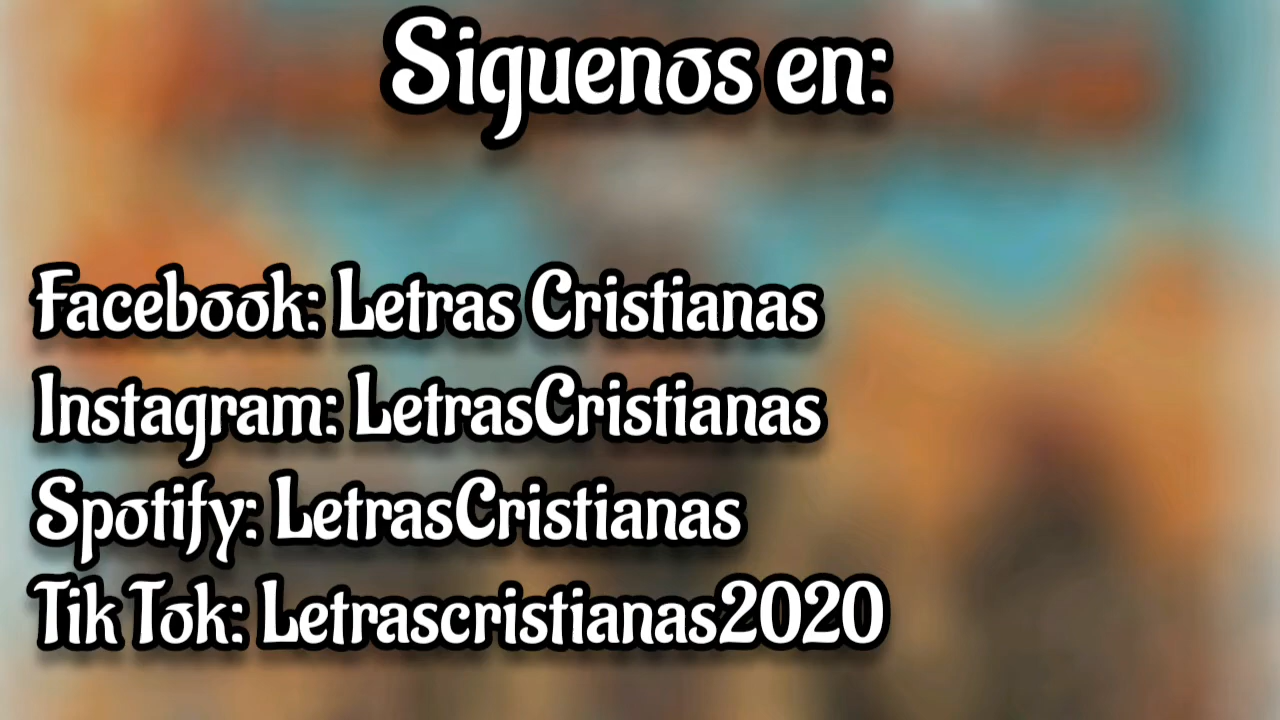 Siguenos en:
Facebook: Letras Cristianas
Instagram: LetrasCristianas
Spotify: LetrasCristianas
Tik Tok: Letrascristianas2020